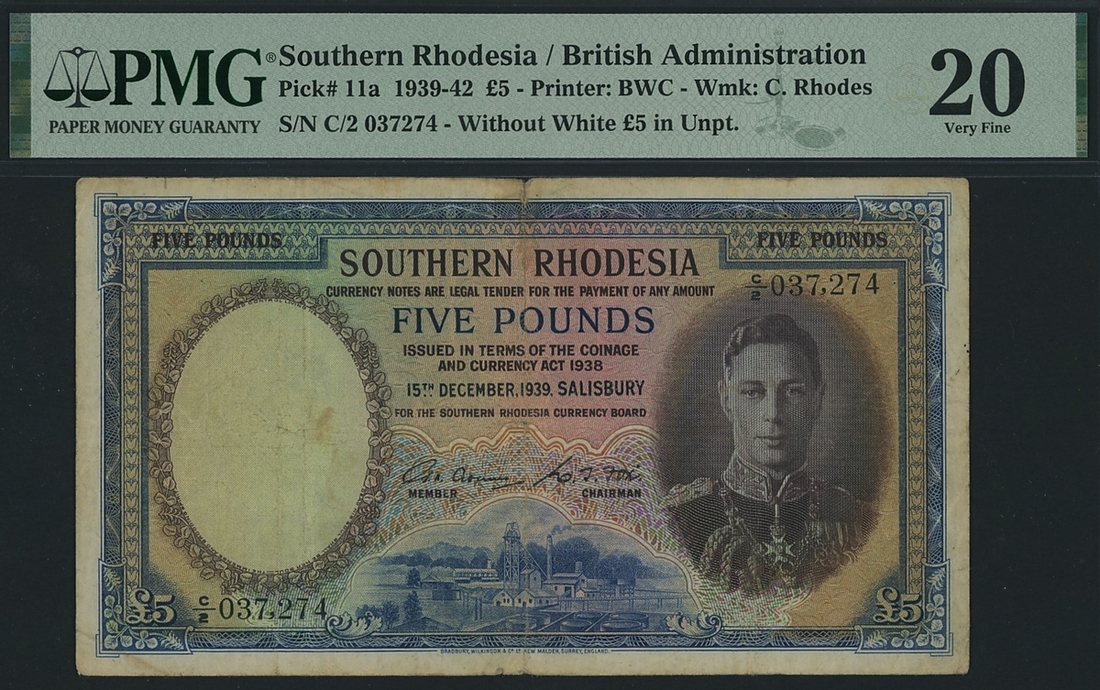 PMG®
PAPER MONEY GUARANTY
Southern Rhodesia / British Administration
Pick# 11a 1939-42 £5 - Printer: BWC - Wmk: C. Rhodes
S/N C/2 037274 - Without White £5 in Unpt.
20
Very Fine
FIVE POUNDS
FIVE POUNDS
SOUTHERN RHODESIA
C/2 037,274
CURRENCY NOTES ARE LEGAL TENDER FOR THE PAYMENT OF ANY AMOUNT
FIVE POUNDS
ISSUED IN TERMS OF THE COINAGE
AND CURRENCY ACT 1938
15TH DECEMBER, 1939, SALISBURY
FOR THE SOUTHERN RHODESIA CURRENCY BOARD
MEMBER
CHAIRMAN
£5
C/2 037,274
£5
BRADBURY, WILKINSON & Cº Lᵈ NEW MALDEN, SURREY, ENGLAND.